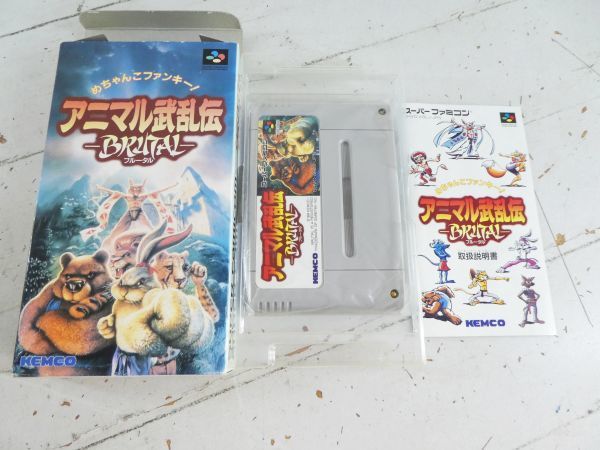 めちゃんこファンキー!
アニマル武乱伝
BRUTAL
ブルータル
KEMCO
アニマル武乱伝
BRUTAL
KEMCO
スーパーファミコン
めちゃんこファンキー!
アニマル武乱伝
BRUTAL
ブルータル
取扱説明書
KEMCO